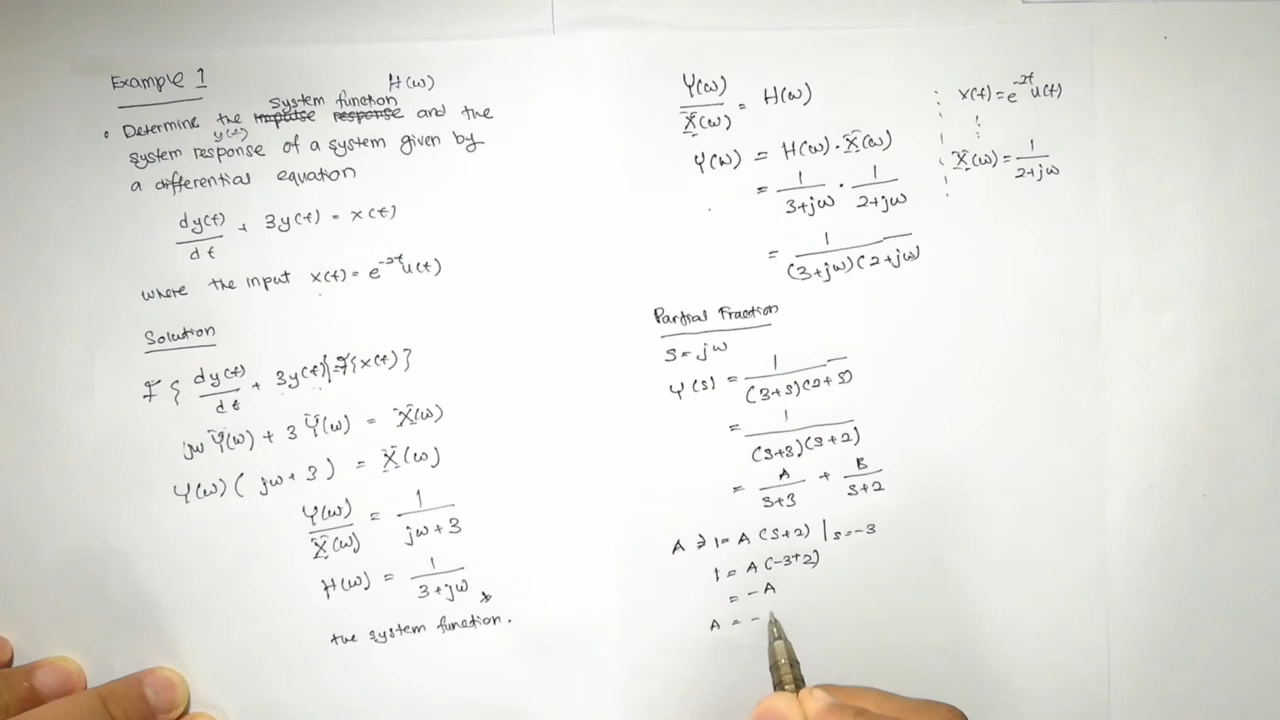 Example 1
H(ω)
system function
• Determine the impulse response and the
y(t)
system response of a system given by
a differential equation
dy(t)/dt + 3y(t) = x(t)
where the input x(t) = e^-2t u(t)
Solution
F { dy(t)/dt + 3y(t) } = F{x(t)}
jω Y(ω) + 3 Y(ω) = X(ω)
Y(ω) ( jω + 3 ) = X(ω)
Y(ω)/X(ω) = 1/(jω + 3)
H(ω) = 1/(3 + jω)
the system function.
Y(ω)/X(ω) = H(ω)
Y(ω) = H(ω) · X(ω)
= 1/(3+jω) · 1/(2+jω)
= 1/((3+jω)(2+jω))
x(t) = e^-2t u(t)
X(ω) = 1/(2+jω)
Partial Fraction
s = jω
Y(s) = 1/((3+s)(2+s))
= 1/((s+3)(s+2))
= A/(s+3) + B/(s+2)
A ⇒ 1 = A (s+2) | s=-3
1 = A (-3+2)
= -A
A = -